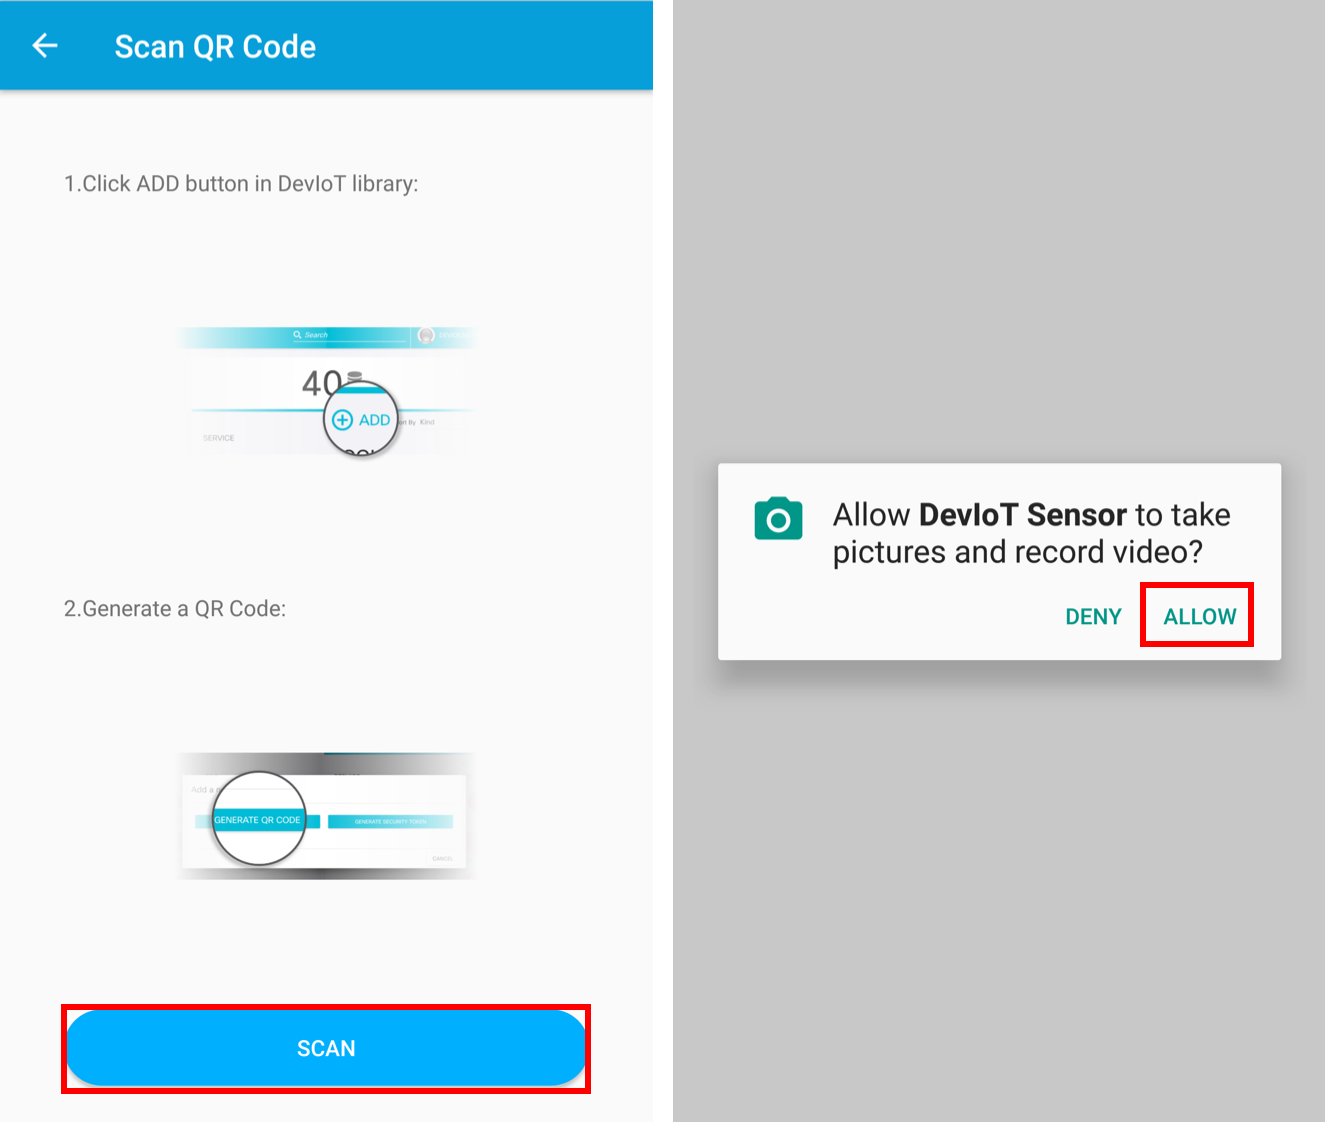 Scan QR Code
1.Click ADD button in DevIoT library:
Search
40
ADD
By Kind
SERVICE
2.Generate a QR Code:
Add a
GENERATE QR CODE
GENERATE SECURITY TOKEN
CANCEL
SCAN
Allow DevIoT Sensor to take
pictures and record video?
DENY
ALLOW